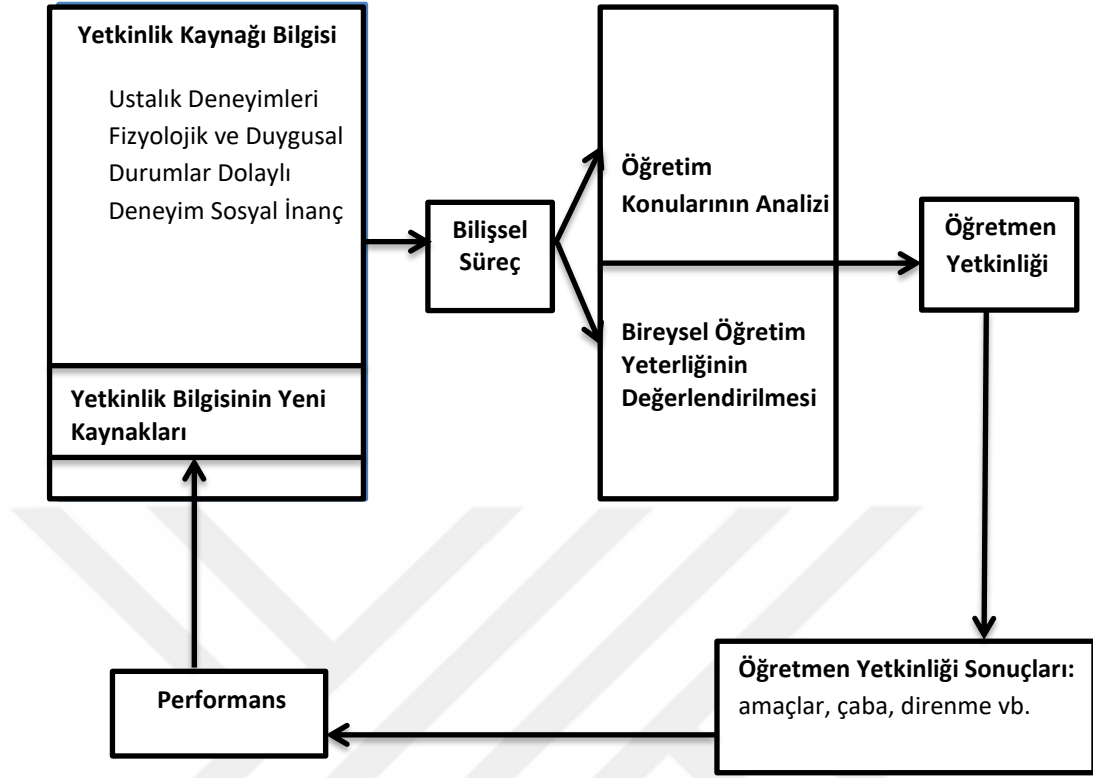 Yetkinlik Kaynağı Bilgisi
Ustalık Deneyimleri
Fizyolojik ve Duygusal
Durumlar Dolaylı
Deneyim Sosyal İnanç
Yetkinlik Bilgisinin Yeni
Kaynakları
Bilişsel
Süreç
Öğretim
Konularının Analizi
Bireysel Öğretim
Yeterliğinin
Değerlendirilmesi
Öğretmen
Yetkinliği
Öğretmen Yetkinliği Sonuçları:
amaçlar, çaba, direnme vb.
Performans